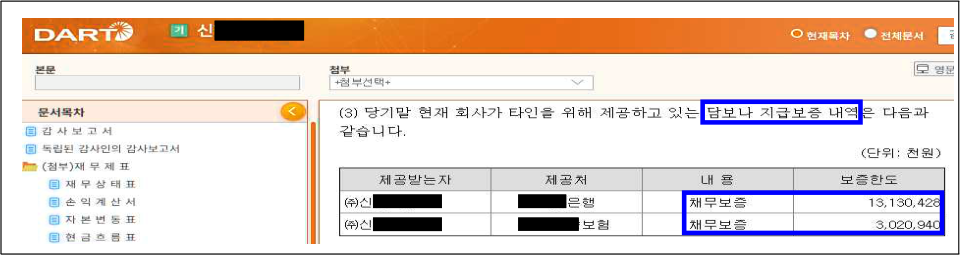 DART 기 신
현재목차 전체문서
본문
첨부
+첨부선택+
영문
문서목차
감 사 보 고 서
독립된 감사인의 감사보고서
(첨부)재 무 제 표
재 무 상 태 표
손 익 계 산 서
자 본 변 동 표
현 금 흐 름 표
(3) 당기말 현재 회사가 타인을 위해 제공하고 있는 담보나 지급보증 내역은 다음과
같습니다.
(단위: 천원)
제공받는자 제공처 내 용 보증한도
㈜신 은행 채무보증 13,130,428
㈜신 보험 채무보증 3,020,940